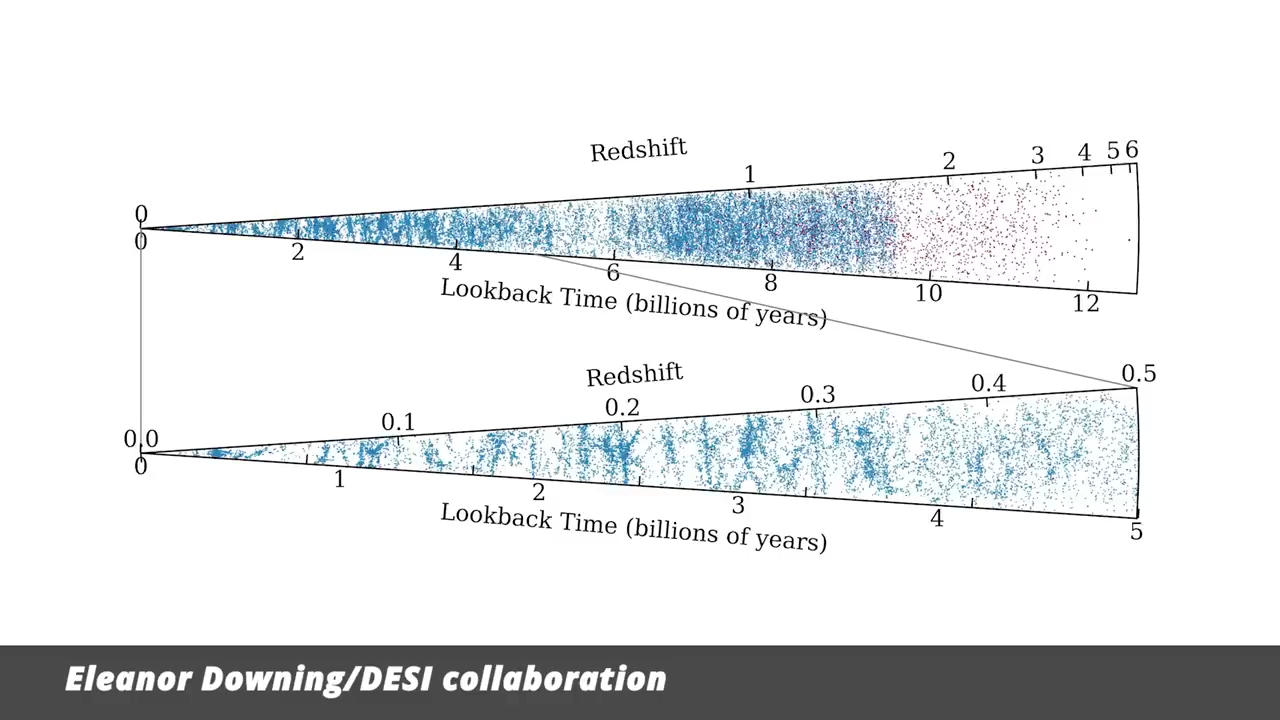 Redshift
0 1 2 3 4 5 6
0 2 4 6 8 10 12
Lookback Time (billions of years)
Redshift
0.0 0.1 0.2 0.3 0.4 0.5
0 1 2 3 4 5
Lookback Time (billions of years)
Eleanor Downing/DESI collaboration